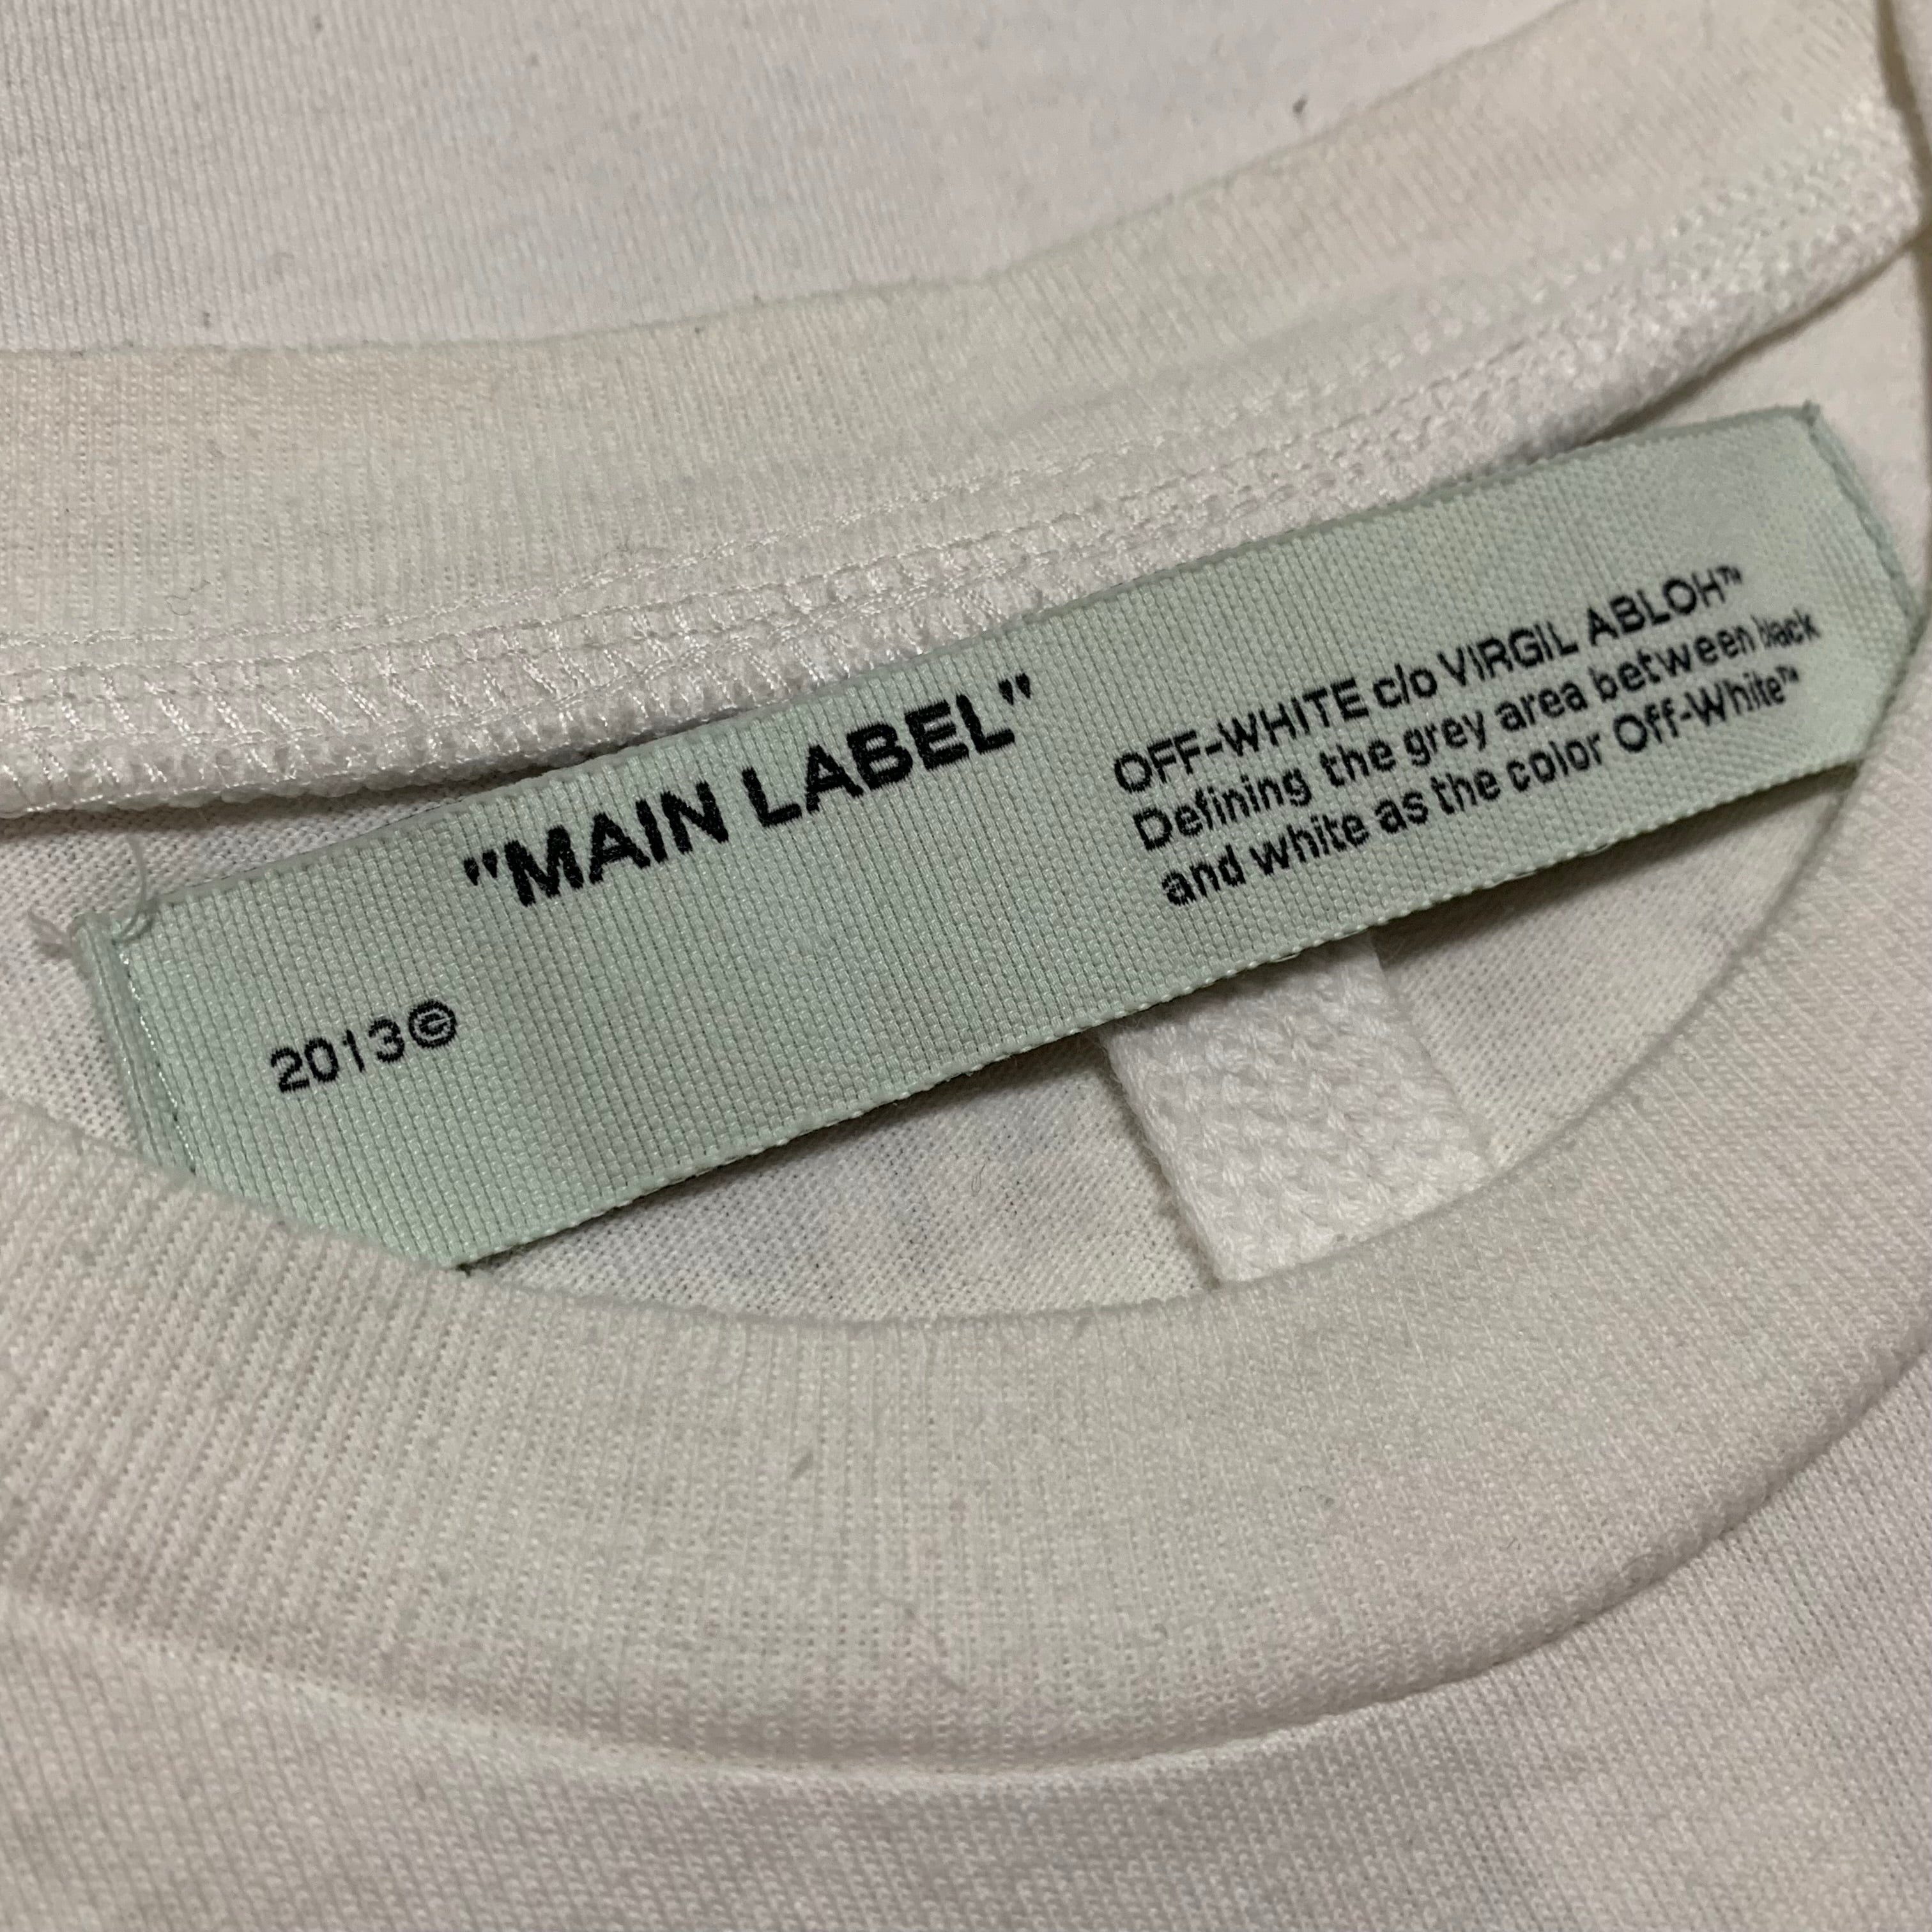 "MAIN LABEL"
2013©
OFF-WHITE c/o VIRGIL ABLOH™
Defining the grey area between black
and white as the color Off-White™